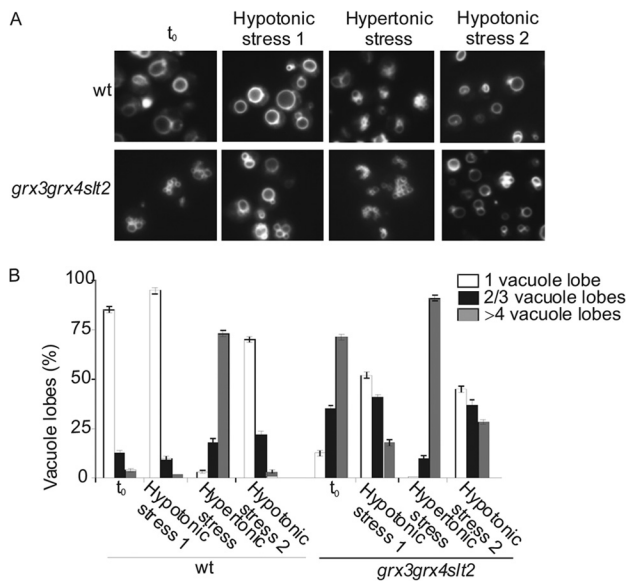 A
t₀
Hypotonic
stress 1
Hypertonic
stress
Hypotonic
stress 2
wt
grx3grx4slt2
B
Vacuole lobes (%)
100
75
50
25
0
1 vacuole lobe
2/3 vacuole lobes
>4 vacuole lobes
t₀
Hypotonic
stress 1
Hypertonic
stress
Hypotonic
stress 2
t₀
Hypotonic
stress 1
Hypertonic
stress
Hypotonic
stress 2
wt
grx3grx4slt2